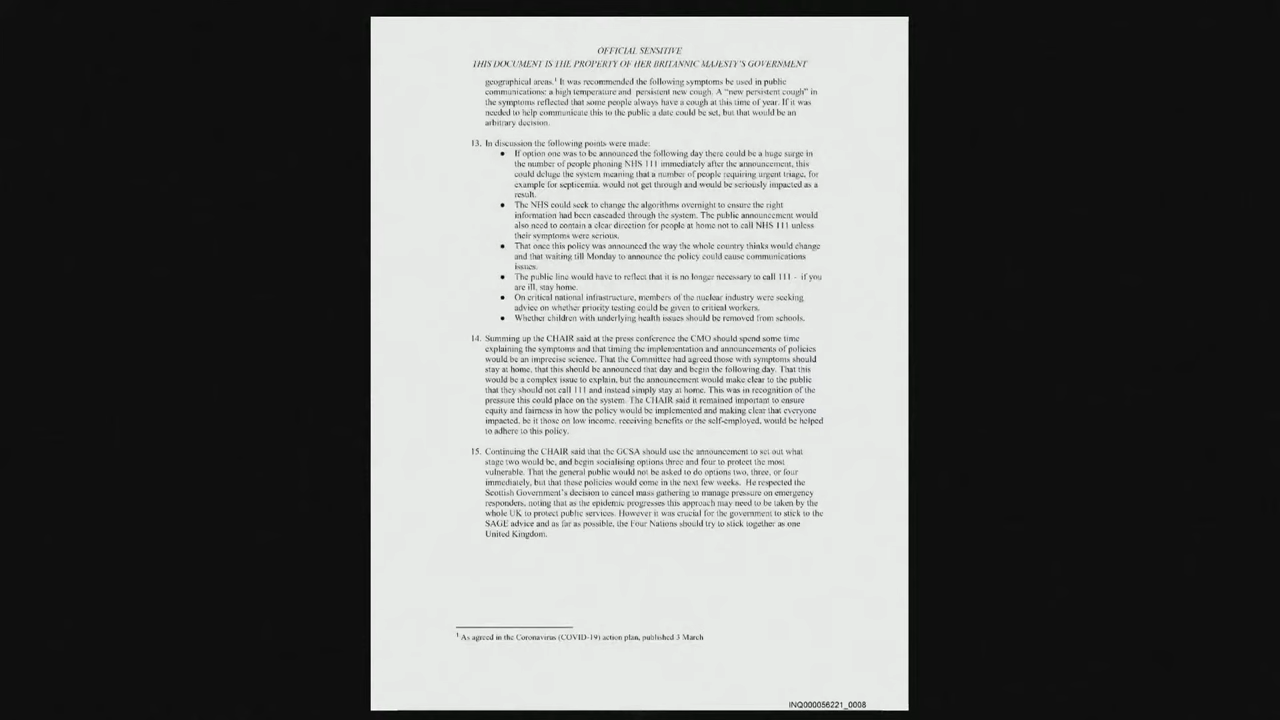 OFFICIAL SENSITIVE
THIS DOCUMENT IS THE PROPERTY OF HER BRITANNIC MAJESTY'S GOVERNMENT
geographical areas.¹ It was recommended the following symptoms be used in public
communications: a high temperature and persistent new cough. A "new persistent cough" in
the symptoms reflected that some people always have a cough at this time of year. If it was
needed to help communicate this to the public a date could be set, but that would be an
arbitrary decision.
13. In discussion the following points were made:
● If option one was to be announced the following day there could be a huge surge in
the number of people phoning NHS 111 immediately after the announcement, this
could deluge the system meaning that a number of people requiring urgent triage, for
example for septicemia, would not get through and would be seriously impacted as a
result.
● The NHS could seek to change the algorithms overnight to ensure the right
information had been cascaded through the system. The public announcement would
also need to contain a clear direction for people at home not to call NHS 111 unless
their symptoms were serious.
● That once this policy was announced the way the whole country thinks would change
and that waiting till Monday to announce the policy could cause communications
issues.
● The public line would have to reflect that it is no longer necessary to call 111 – if you
are ill, stay home.
● On critical national infrastructure, members of the nuclear industry were seeking
advice on whether priority testing could be given to critical workers.
● Whether children with underlying health issues should be removed from schools.
14. Summing up the CHAIR said at the press conference the CMO should spend some time
explaining the symptoms and that timing the implementation and announcements of policies
would be an imprecise science. That the Committee had agreed those with symptoms should
stay at home, that this should be announced that day and begin the following day. That this
would be a complex issue to explain, but the announcement would make clear to the public
that they should not call 111 and instead simply stay at home. This was in recognition of the
pressure this could place on the system. The CHAIR said it remained important to ensure
equity and fairness in how the policy would be implemented and making clear that everyone
impacted, be it those on low income, receiving benefits or the self-employed, would be helped
to adhere to this policy.
15. Continuing the CHAIR said that the GCSA should use the announcement to set out what
stage two would be, and begin socialising options three and four to protect the most
vulnerable. That the general public would not be asked to do options two, three, or four
immediately, but that these policies would come in the next few weeks. He respected the
Scottish Government's decision to cancel mass gathering to manage pressure on emergency
responders, noting that as the epidemic progresses this approach may need to be taken by the
whole UK to protect public services. However it was crucial for the government to stick to the
SAGE advice and as far as possible, the Four Nations should try to stick together as one
United Kingdom.
¹ As agreed in the Coronavirus (COVID-19) action plan, published 3 March
INQ000056221_0008